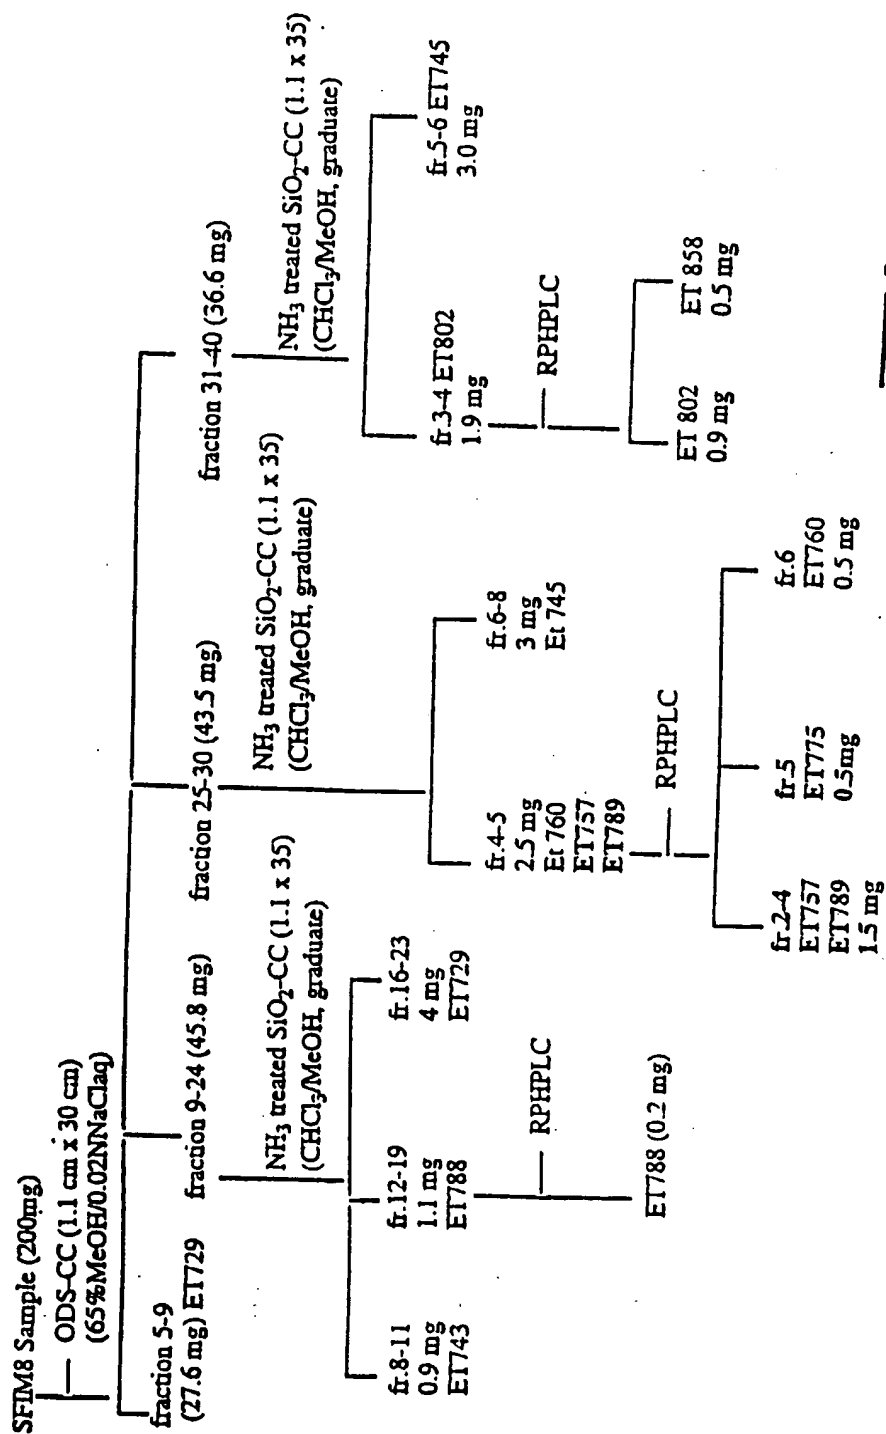 SFIM8 Sample (200mg)
ODS-CC (1.1 cm x 30 cm)
(65%MeOH/0.02NNaClaq)
fraction 5-9
(27.6 mg) ET729
fraction 9-24 (45.8 mg)
NH3 treated SiO2-CC (1.1 x 35)
(CHCl3/MeOH, graduate)
fr.8-11
0.9 mg
ET743
fr.12-19
1.1 mg
ET788
RPHPLC
ET788 (0.2 mg)
fr.16-23
4 mg
ET729
fraction 25-30 (43.5 mg)
NH3 treated SiO2-CC (1.1 x 35)
(CHCl3/MeOH, graduate)
fr.4-5
2.5 mg
Et 760
ET757
ET789
RPHPLC
fr.2-4
ET757
ET789
1.5 mg
fr.5
ET775
0.5mg
fr.6
ET760
0.5 mg
fr.6-8
3 mg
Et 745
fraction 31-40 (36.6 mg)
NH3 treated SiO2-CC (1.1 x 35)
(CHCl3/MeOH, graduate)
fr.3-4 ET802
1.9 mg
RPHPLC
ET 802
0.9 mg
ET 858
0.5 mg
fr.5-6 ET745
3.0 mg